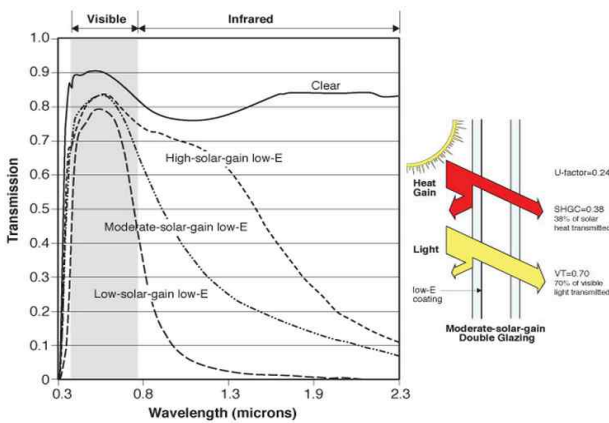 Visible
Infrared
1.0
0.9
0.8
0.7
0.6
0.5
0.4
0.3
0.2
0.1
0
Transmission
Clear
High-solar-gain low-E
Moderate-solar-gain low-E
Low-solar-gain low-E
0.3
0.8
1.3
1.9
2.3
Wavelength (microns)
Heat
Gain
Light
low-E
coating
U-factor=0.24
SHGC=0.38
38% of solar
heat transmitted
VT=0.70
70% of visible
light transmitted
Moderate-solar-gain
Double Glazing